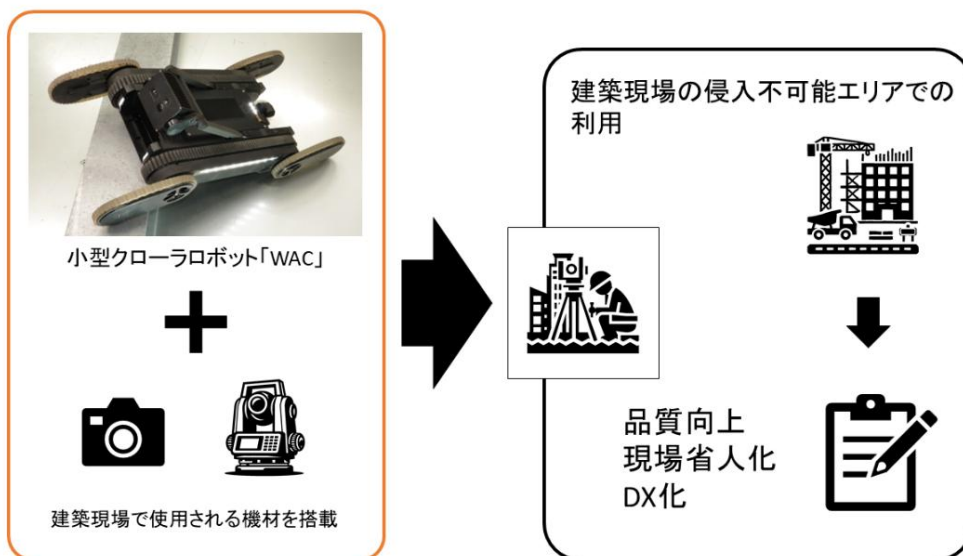 小型クローラロボット「WAC」
建築現場で使用される機材を搭載
建築現場の侵入不可能エリアでの
利用
品質向上
現場省人化
DX化